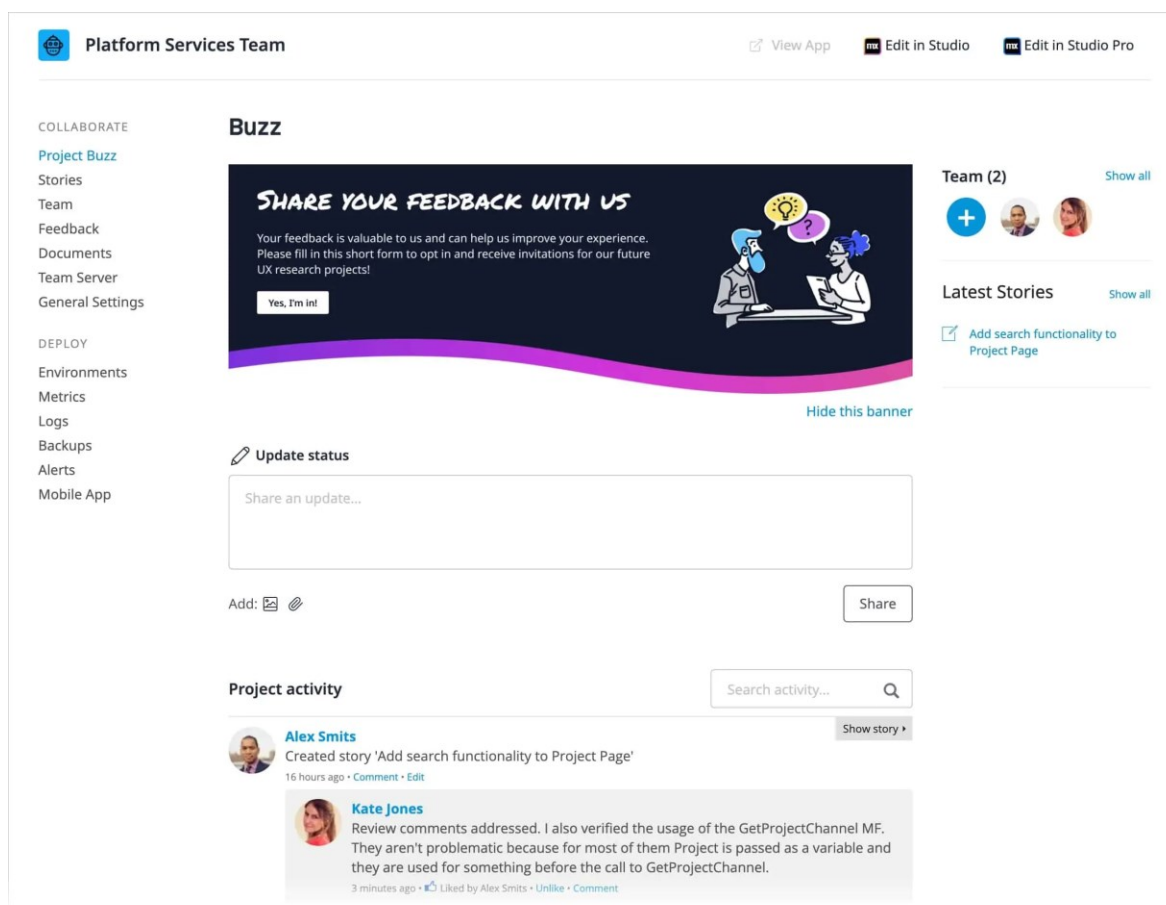 Platform Services Team
View App
mx Edit in Studio
mx Edit in Studio Pro
COLLABORATE
Project Buzz
Stories
Team
Feedback
Documents
Team Server
General Settings
DEPLOY
Environments
Metrics
Logs
Backups
Alerts
Mobile App
Buzz
SHARE YOUR FEEDBACK WITH US
Your feedback is valuable to us and can help us improve your experience.
Please fill in this short form to opt in and receive invitations for our future
UX research projects!
Yes, I'm in!
?
Hide this banner
Update status
Share an update...
Add:
Share
Project activity
Search activity...
Show story
Alex Smits
Created story 'Add search functionality to Project Page'
16 hours ago • Comment • Edit
Kate Jones
Review comments addressed. I also verified the usage of the GetProjectChannel MF.
They aren't problematic because for most of them Project is passed as a variable and
they are used for something before the call to GetProjectChannel.
3 minutes ago • Liked by Alex Smits • Unlike • Comment
Team (2)
Show all
Latest Stories
Show all
Add search functionality to
Project Page